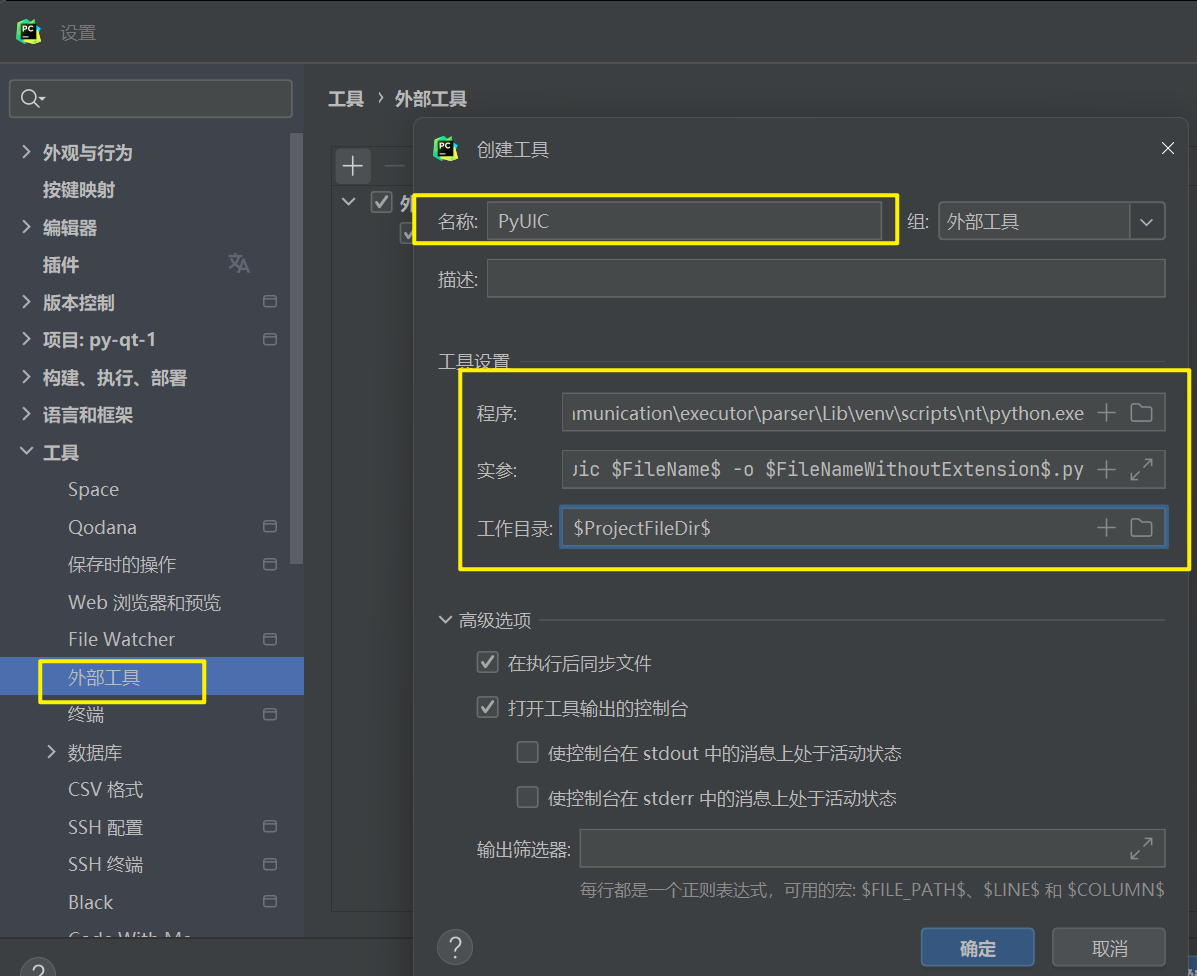 设置
工具 › 外部工具
外观与行为
按键映射
编辑器
插件
版本控制
项目: py-qt-1
构建、执行、部署
语言和框架
工具
Space
Qodana
保存时的操作
Web 浏览器和预览
File Watcher
外部工具
终端
数据库
CSV 格式
SSH 配置
SSH 终端
Black
Code With Me
外
创建工具
名称: PyUIC 组: 外部工具
描述:
工具设置
程序: munication\executor\parser\Lib\venv\scripts\nt\python.exe
实参: uic $FileName$ -o $FileNameWithoutExtension$.py
工作目录: $ProjectFileDir$
高级选项
在执行后同步文件
打开工具输出的控制台
使控制台在 stdout 中的消息上处于活动状态
使控制台在 stderr 中的消息上处于活动状态
输出筛选器:
每行都是一个正则表达式，可用的宏: $FILE_PATH$、$LINE$ 和 $COLUMN$
? 确定 取消
?